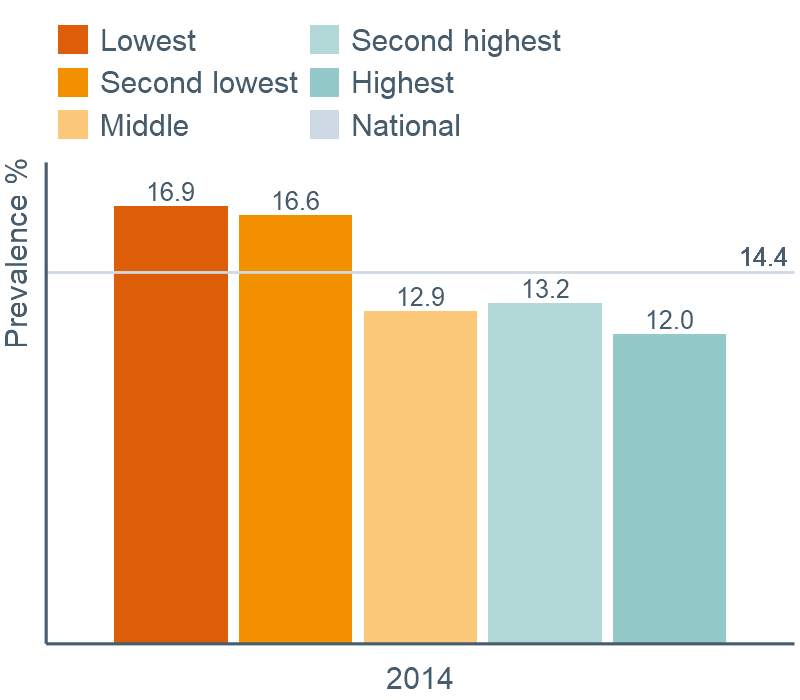 Lowest
Second lowest
Middle
Second highest
Highest
National
Prevalence %
16.9
16.6
12.9
13.2
12.0
14.4
2014